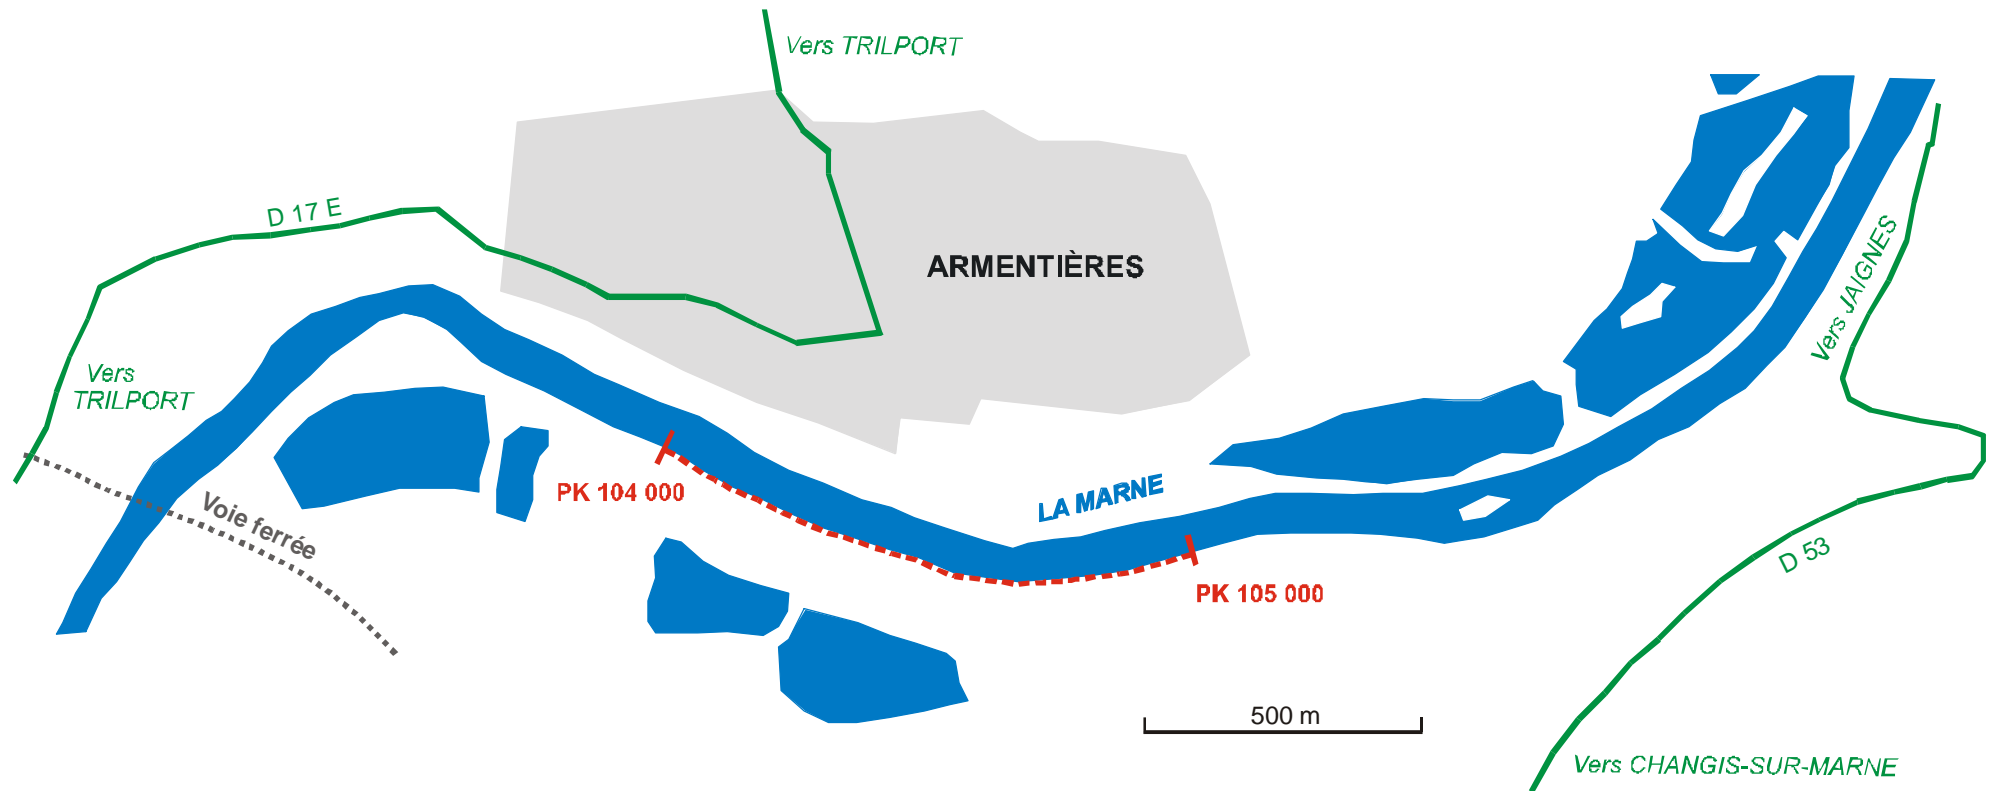 Vers TRILPORT
D 17 E
ARMENTIÈRES
Vers JAIGNES
Vers
TRILPORT
PK 104 000
LA MARNE
Voie ferrée
D 53
PK 105 000
500 m
Vers CHANGIS-SUR-MARNE